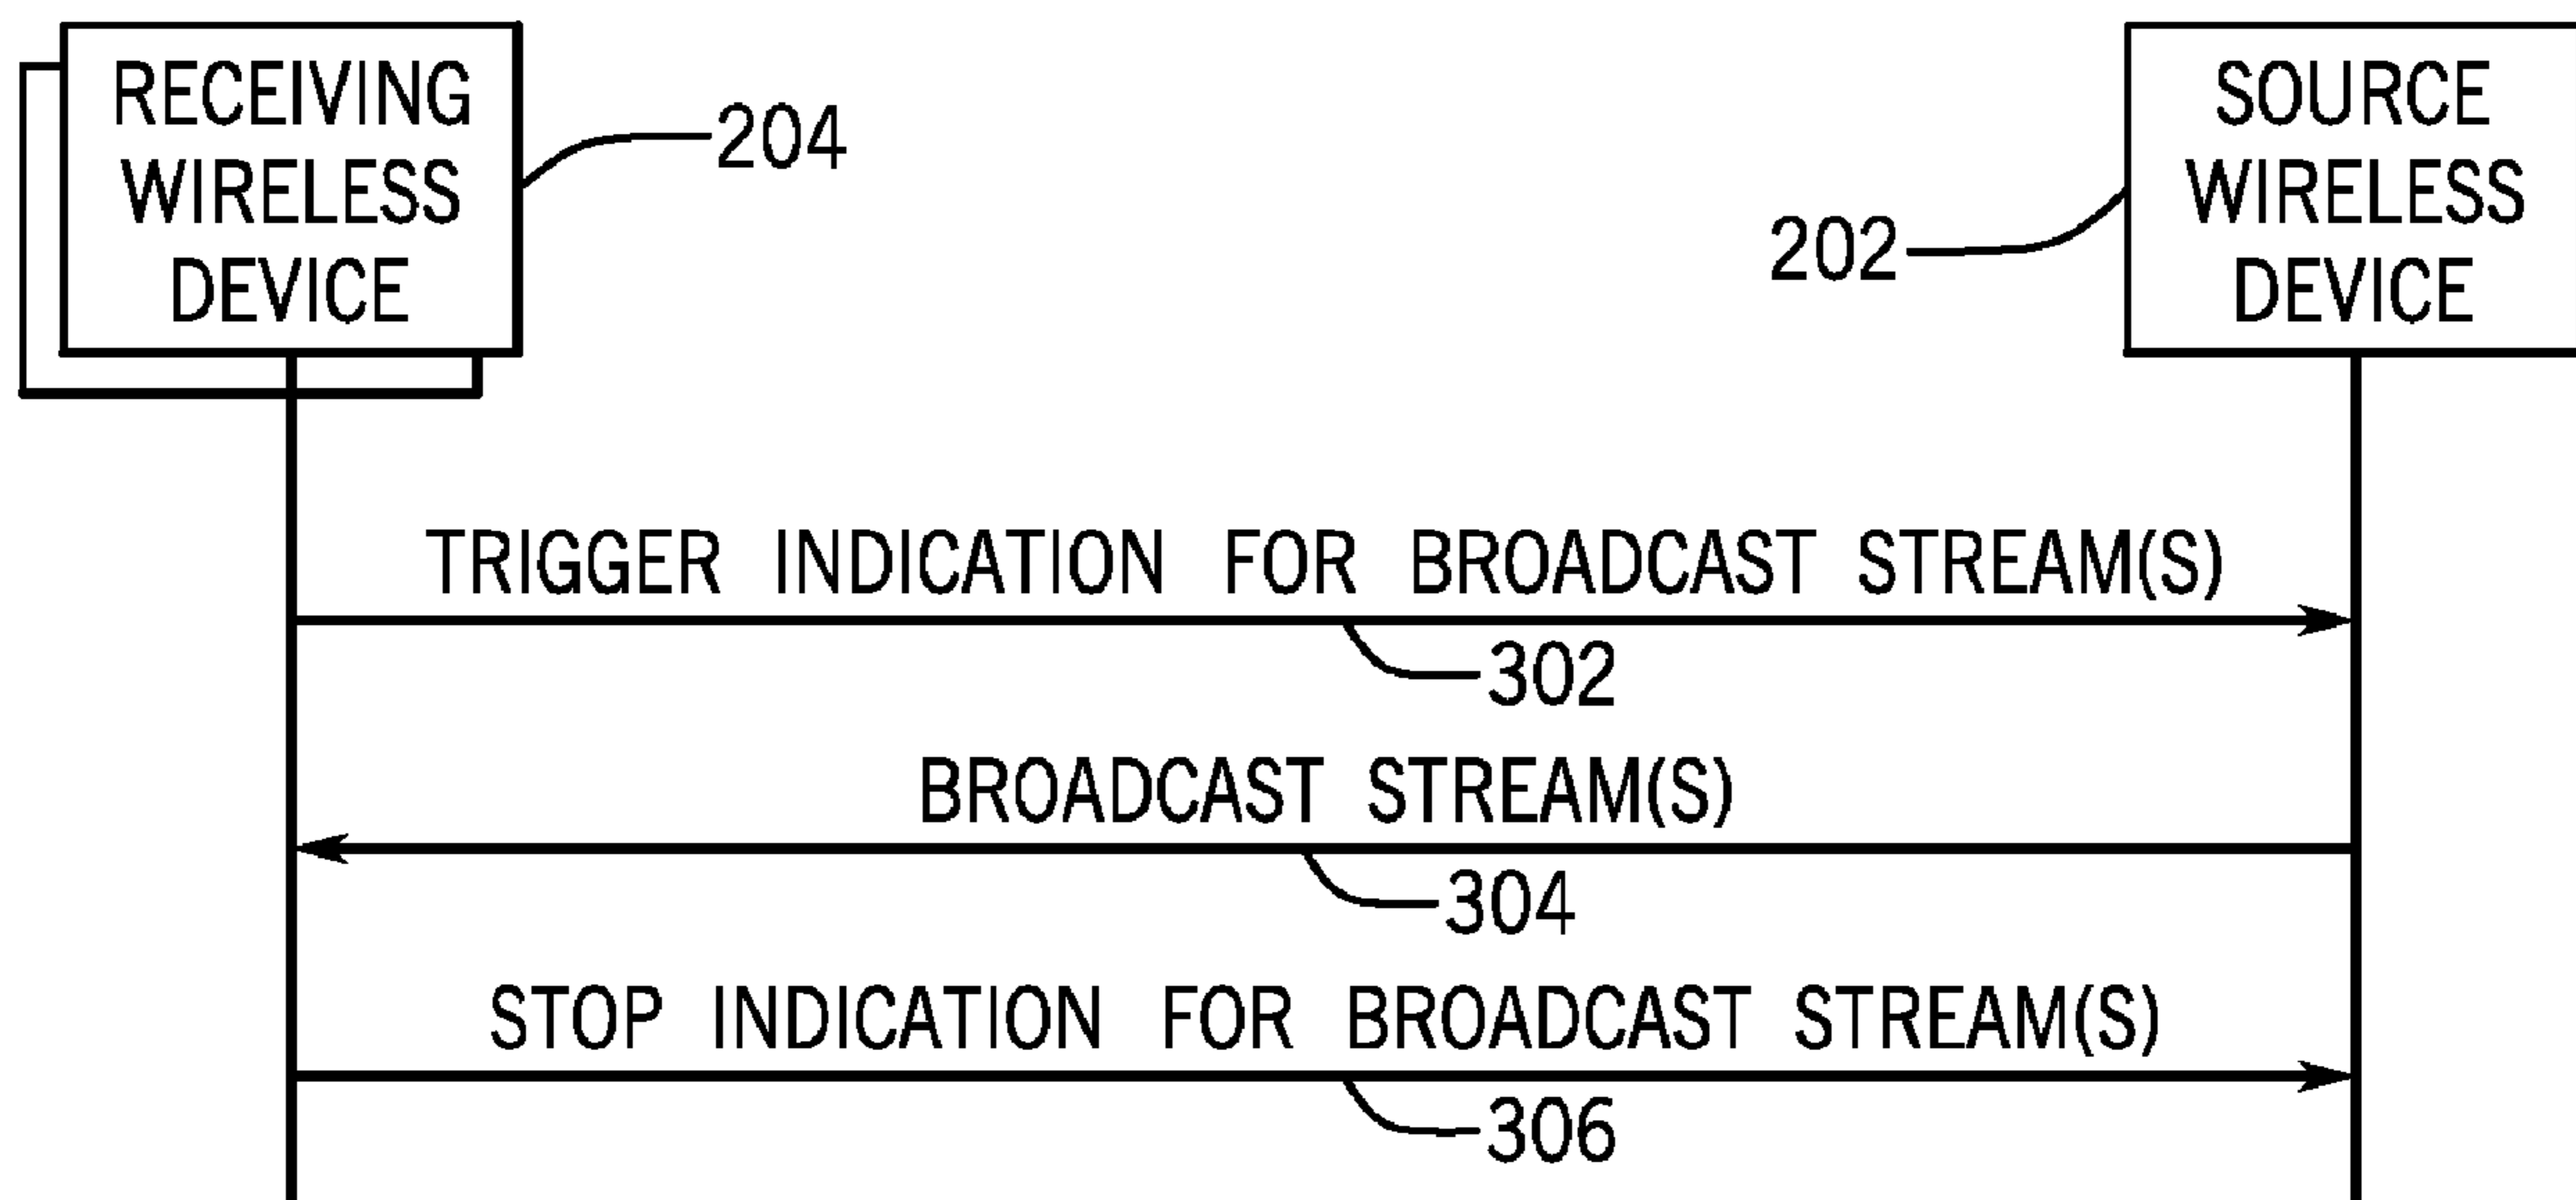 RECEIVING
WIRELESS
DEVICE
204
SOURCE
WIRELESS
DEVICE
202
TRIGGER INDICATION FOR BROADCAST STREAM(S)
302
BROADCAST STREAM(S)
304
STOP INDICATION FOR BROADCAST STREAM(S)
306